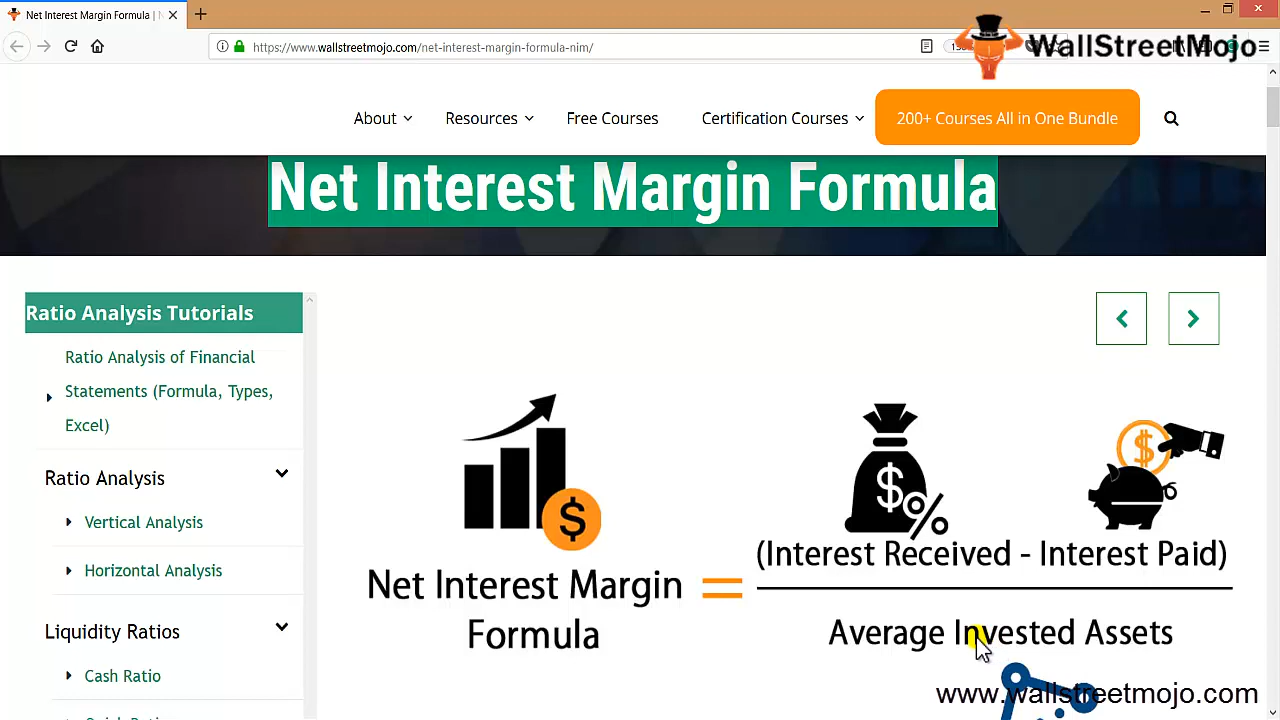 Net Interest Margin Formula | N
https://www.wallstreetmojo.com/net-interest-margin-formula-nim/
WallStreetMojo
About
Resources
Free Courses
Certification Courses
200+ Courses All in One Bundle
Net Interest Margin Formula
Ratio Analysis Tutorials
Ratio Analysis of Financial
Statements (Formula, Types,
Excel)
Ratio Analysis
Vertical Analysis
Horizontal Analysis
Liquidity Ratios
Cash Ratio
$
$ %
$
Net Interest Margin
Formula
=
(Interest Received - Interest Paid)
Average Invested Assets
www.wallstreetmojo.com